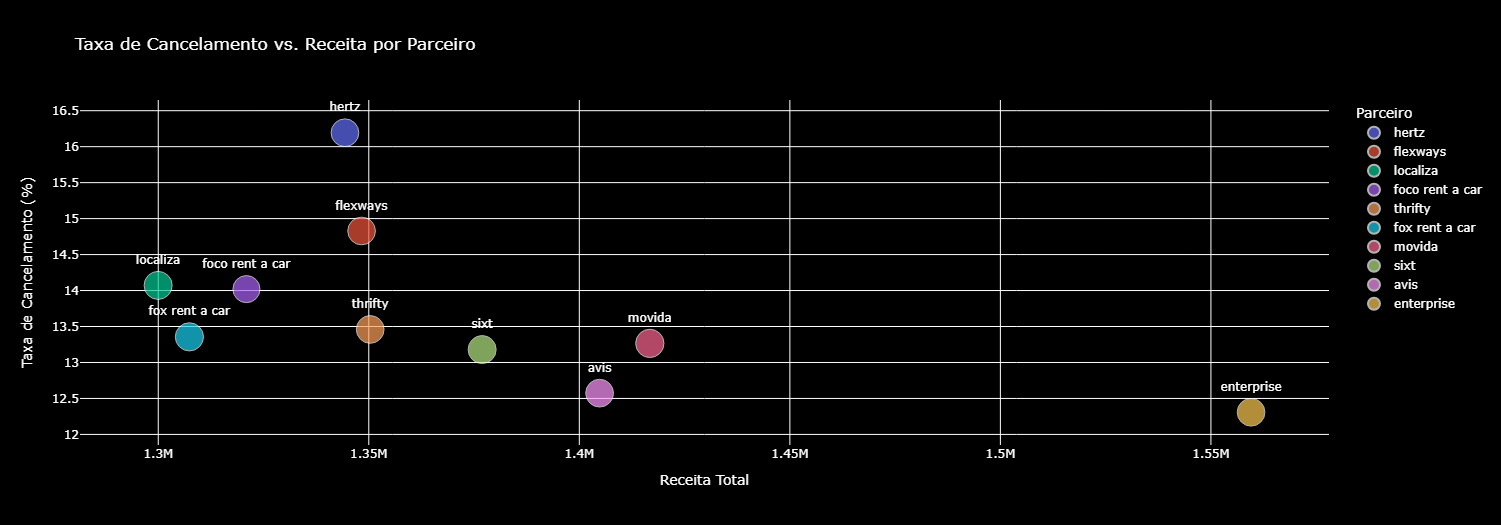 Taxa de Cancelamento vs. Receita por Parceiro
Taxa de Cancelamento (%)
16.5
16
15.5
15
14.5
14
13.5
13
12.5
12
hertz
flexways
localiza
foco rent a car
fox rent a car
thrifty
sixt
movida
avis
enterprise
1.3M
1.35M
1.4M
1.45M
1.5M
1.55M
Receita Total
Parceiro
hertz
flexways
localiza
foco rent a car
thrifty
fox rent a car
movida
sixt
avis
enterprise